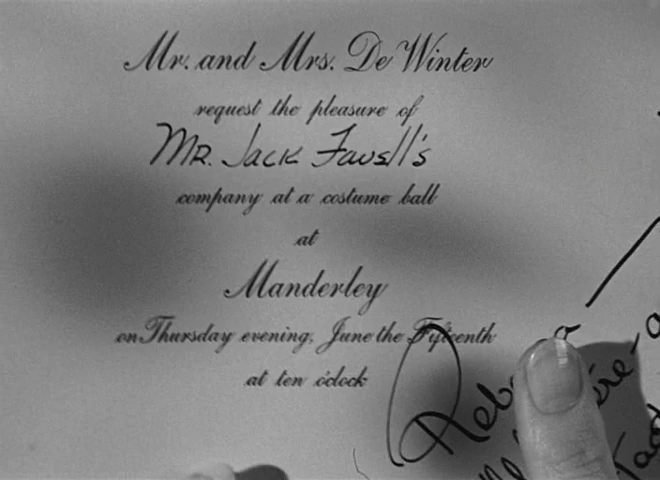 Mr. and Mrs. De Winter
request the pleasure of
Mr. Jack Favell's
company at a costume ball
at
Manderley
on Thursday evening, June the Fifteenth
at ten o'clock